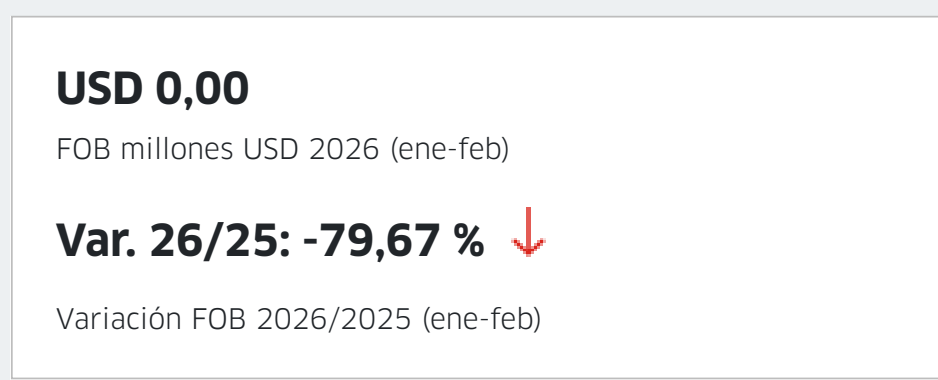 USD 0,00
FOB millones USD 2026 (ene-feb)
Var. 26/25: -79,67 %
Variación FOB 2026/2025 (ene-feb)